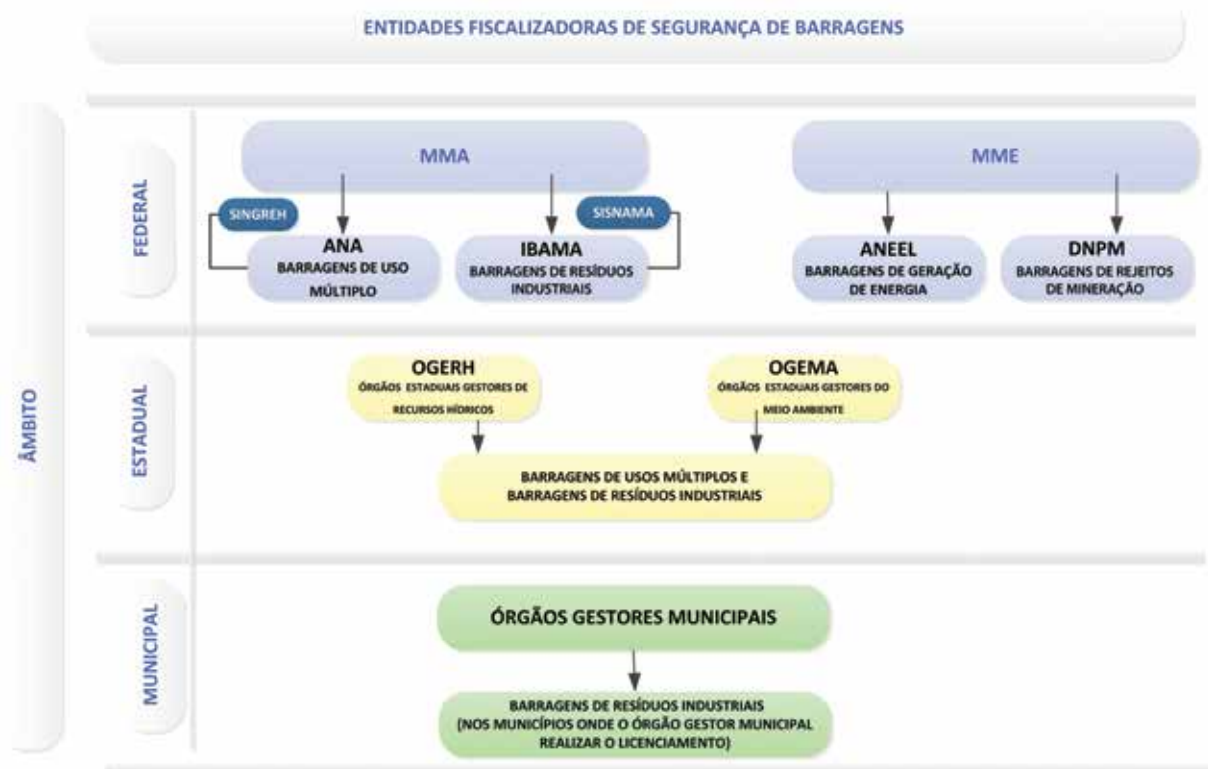 ENTIDADES FISCALIZADORAS DE SEGURANÇA DE BARRAGENS
ÂMBITO
FEDERAL
MMA
MME
SINGREH
SISNAMA
ANA
BARRAGENS DE USO
MÚLTIPLO
IBAMA
BARRAGENS DE RESÍDUOS
INDUSTRIAIS
ANEEL
BARRAGENS DE GERAÇÃO
DE ENERGIA
DNPM
BARRAGENS DE REJEITOS
DE MINERAÇÃO
ESTADUAL
OGERH
ÓRGÃOS ESTADUAIS GESTORES DE
RECURSOS HÍDRICOS
OGEMA
ÓRGÃOS ESTADUAIS GESTORES DO
MEIO AMBIENTE
BARRAGENS DE USOS MÚLTIPLOS E
BARRAGENS DE RESÍDUOS INDUSTRIAIS
MUNICIPAL
ÓRGÃOS GESTORES MUNICIPAIS
BARRAGENS DE RESÍDUOS INDUSTRIAIS
(NOS MUNICÍPIOS ONDE O ÓRGÃO GESTOR MUNICIPAL
REALIZAR O LICENCIAMENTO)